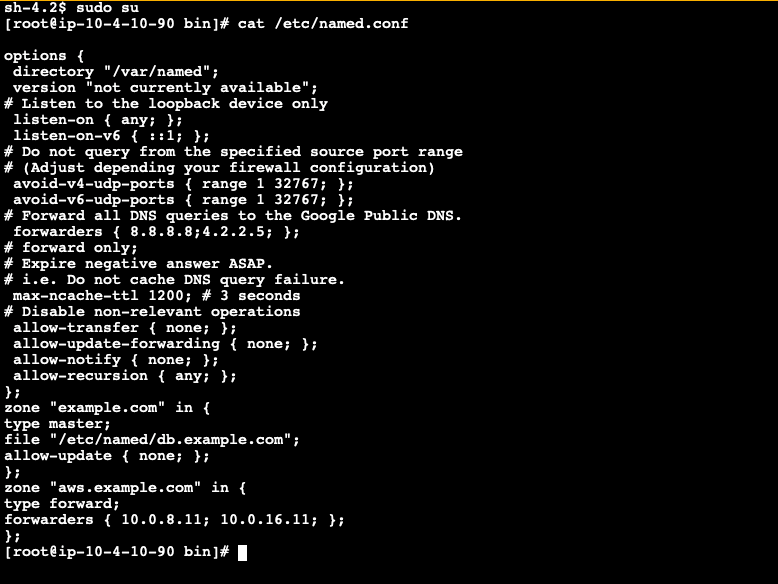 sh-4.2$ sudo su
[root@ip-10-4-10-90 bin]# cat /etc/named.conf

options {
 directory "/var/named";
 version "not currently available";
# Listen to the loopback device only
 listen-on { any; };
 listen-on-v6 { ::1; };
# Do not query from the specified source port range
# (Adjust depending your firewall configuration)
 avoid-v4-udp-ports { range 1 32767; };
 avoid-v6-udp-ports { range 1 32767; };
# Forward all DNS queries to the Google Public DNS.
 forwarders { 8.8.8.8;4.2.2.5; };
# forward only;
# Expire negative answer ASAP.
# i.e. Do not cache DNS query failure.
 max-ncache-ttl 1200; # 3 seconds
# Disable non-relevant operations
 allow-transfer { none; };
 allow-update-forwarding { none; };
 allow-notify { none; };
 allow-recursion { any; };
};
zone "example.com" in {
type master;
file "/etc/named/db.example.com";
allow-update { none; };
};
zone "aws.example.com" in {
type forward;
forwarders { 10.0.8.11; 10.0.16.11; };
};
[root@ip-10-4-10-90 bin]#